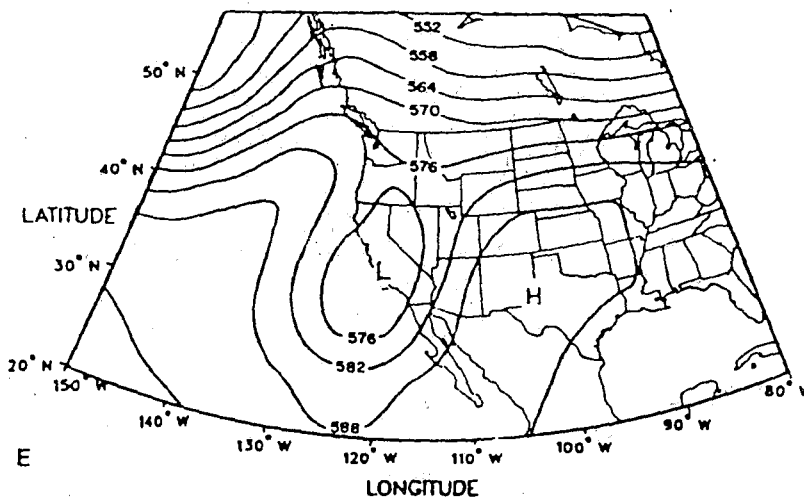 552
50° N
558
564
570
40° N
576
LATITUDE
30° N
L
H
576
20° N
582
150° W
80° W
588
140° W
90° W
130° W
100° W
120° W
110° W
E
LONGITUDE